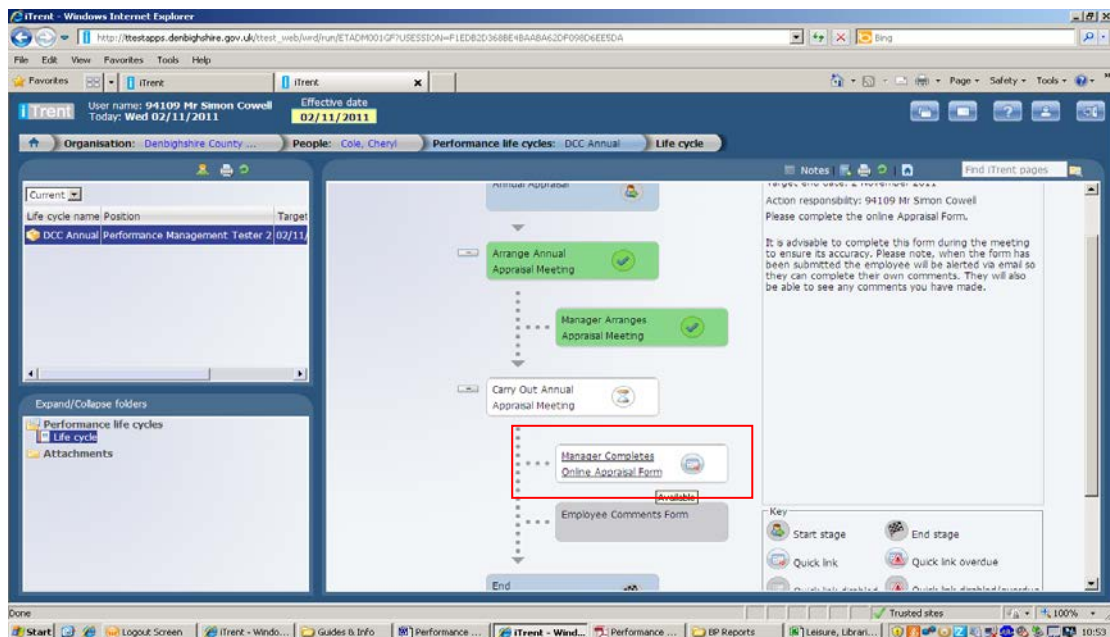 iTrent - Windows Internet Explorer
http://ttestapps.denbighshire.gov.uk/ttest_web/wrd/run/ETADM001GF?USESSION=F1EDB2D368BE4BAABA62DF098D6EE5DA
Bing
File Edit View Favorites Tools Help
Favorites
iTrent
iTrent
Page Safety Tools
iTrent
User name: 94109 Mr Simon Cowell
Today: Wed 02/11/2011
Effective date
02/11/2011
Organisation: Denbighshire County ...
People: Cole, Cheryl
Performance life cycles: DCC Annual
Life cycle
Notes
Find iTrent pages
Current
Life cycle name Position Target
DCC Annual Performance Management Tester 2 02/11/
Expand/Collapse folders
Performance life cycles
Life cycle
Attachments
Annual Appraisal
Arrange Annual
Appraisal Meeting
Manager Arranges
Appraisal Meeting
Carry Out Annual
Appraisal Meeting
Manager Completes
Online Appraisal Form
Available
Employee Comments Form
End
Target end date: 2 November 2011
Action responsibility: 94109 Mr Simon Cowell
Please complete the online Appraisal Form.
It is advisable to complete this form during the meeting
to ensure its accuracy. Please note, when the form has
been submitted the employee will be alerted via email so
they can complete their own comments. They will also
be able to see any comments you have made.
Key
Start stage
End stage
Quick link
Quick link overdue
Done
Trusted sites
100%
Start
Logout Screen
iTrent - Windo...
Guides & Info
Performance ...
iTrent - Wind...
Performance ...
BP Reports
Leisure, Librari...
10:53